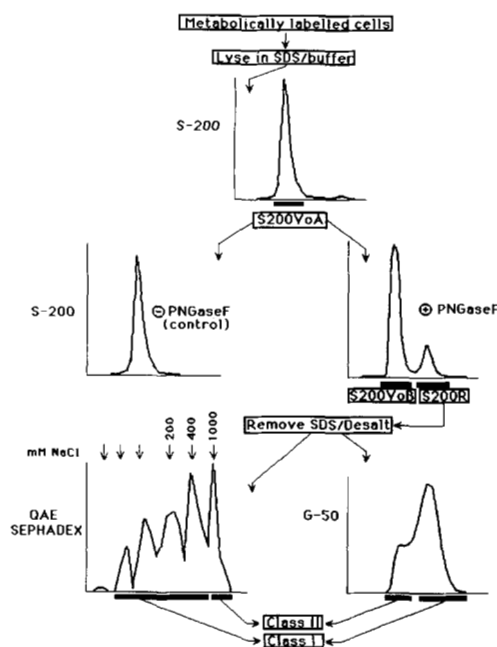 Metabolically labelled cells
Lyse in SDS/buffer
S-200
S200VoA
S-200
⊖ PNGaseF
(control)
⊕ PNGaseF
S200VoB
S200R
Remove SDS/Desalt
mM NaCl
200
400
1000
QAE
SEPHADEX
G-50
Class II
Class I